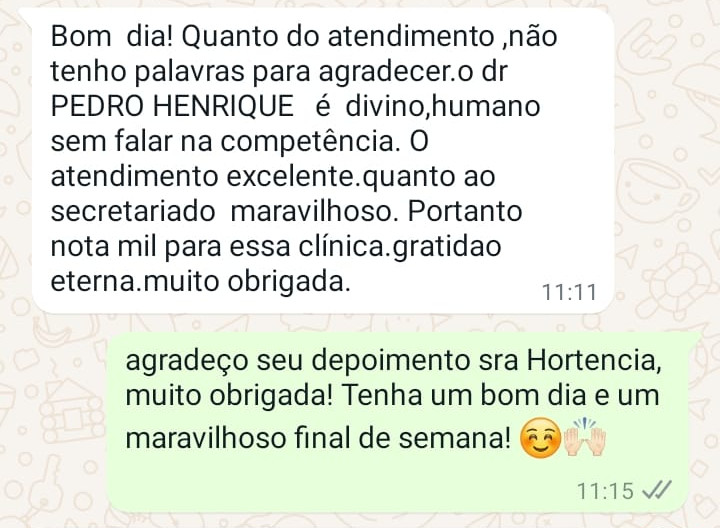 Bom dia! Quanto do atendimento ,não
tenho palavras para agradecer.o dr
PEDRO HENRIQUE é divino,humano
sem falar na competência. O
atendimento excelente.quanto ao
secretariado maravilhoso. Portanto
nota mil para essa clínica.gratidao
eterna.muito obrigada.
11:11
agradeço seu depoimento sra Hortencia,
muito obrigada! Tenha um bom dia e um
maravilhoso final de semana! 😊🙌🏻
11:15